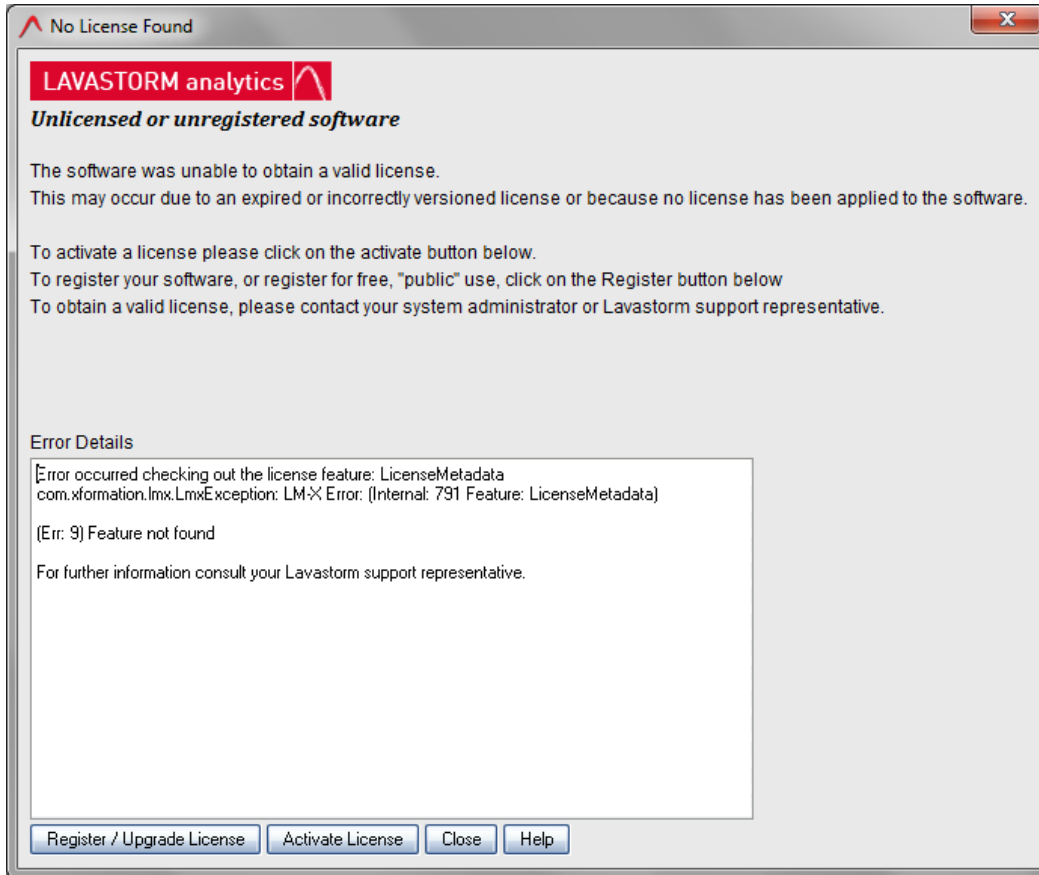 No License Found
LAVASTORM analytics
Unlicensed or unregistered software
The software was unable to obtain a valid license.
This may occur due to an expired or incorrectly versioned license or because no license has been applied to the software.
To activate a license please click on the activate button below.
To register your software, or register for free, "public" use, click on the Register button below
To obtain a valid license, please contact your system administrator or Lavastorm support representative.
Error Details
Error occurred checking out the license feature: LicenseMetadata
com.xformation.lmx.LmxException: LM-X Error: (Internal: 791 Feature: LicenseMetadata)
(Err: 9) Feature not found
For further information consult your Lavastorm support representative.
Register / Upgrade License Activate License Close Help